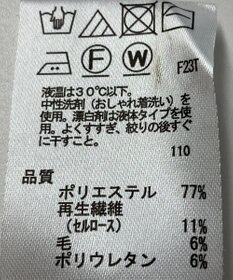 F W F23T
液温は30℃以下。
中性洗剤(おしゃれ着洗い)を
使用。漂白剤は液体タイプを使
用。よくすすぎ、絞りの後すぐ
に干すこと。
110
品質
ポリエステル 77%
再生繊維
(セルロース) 11%
毛 6%
ポリウレタン 6%